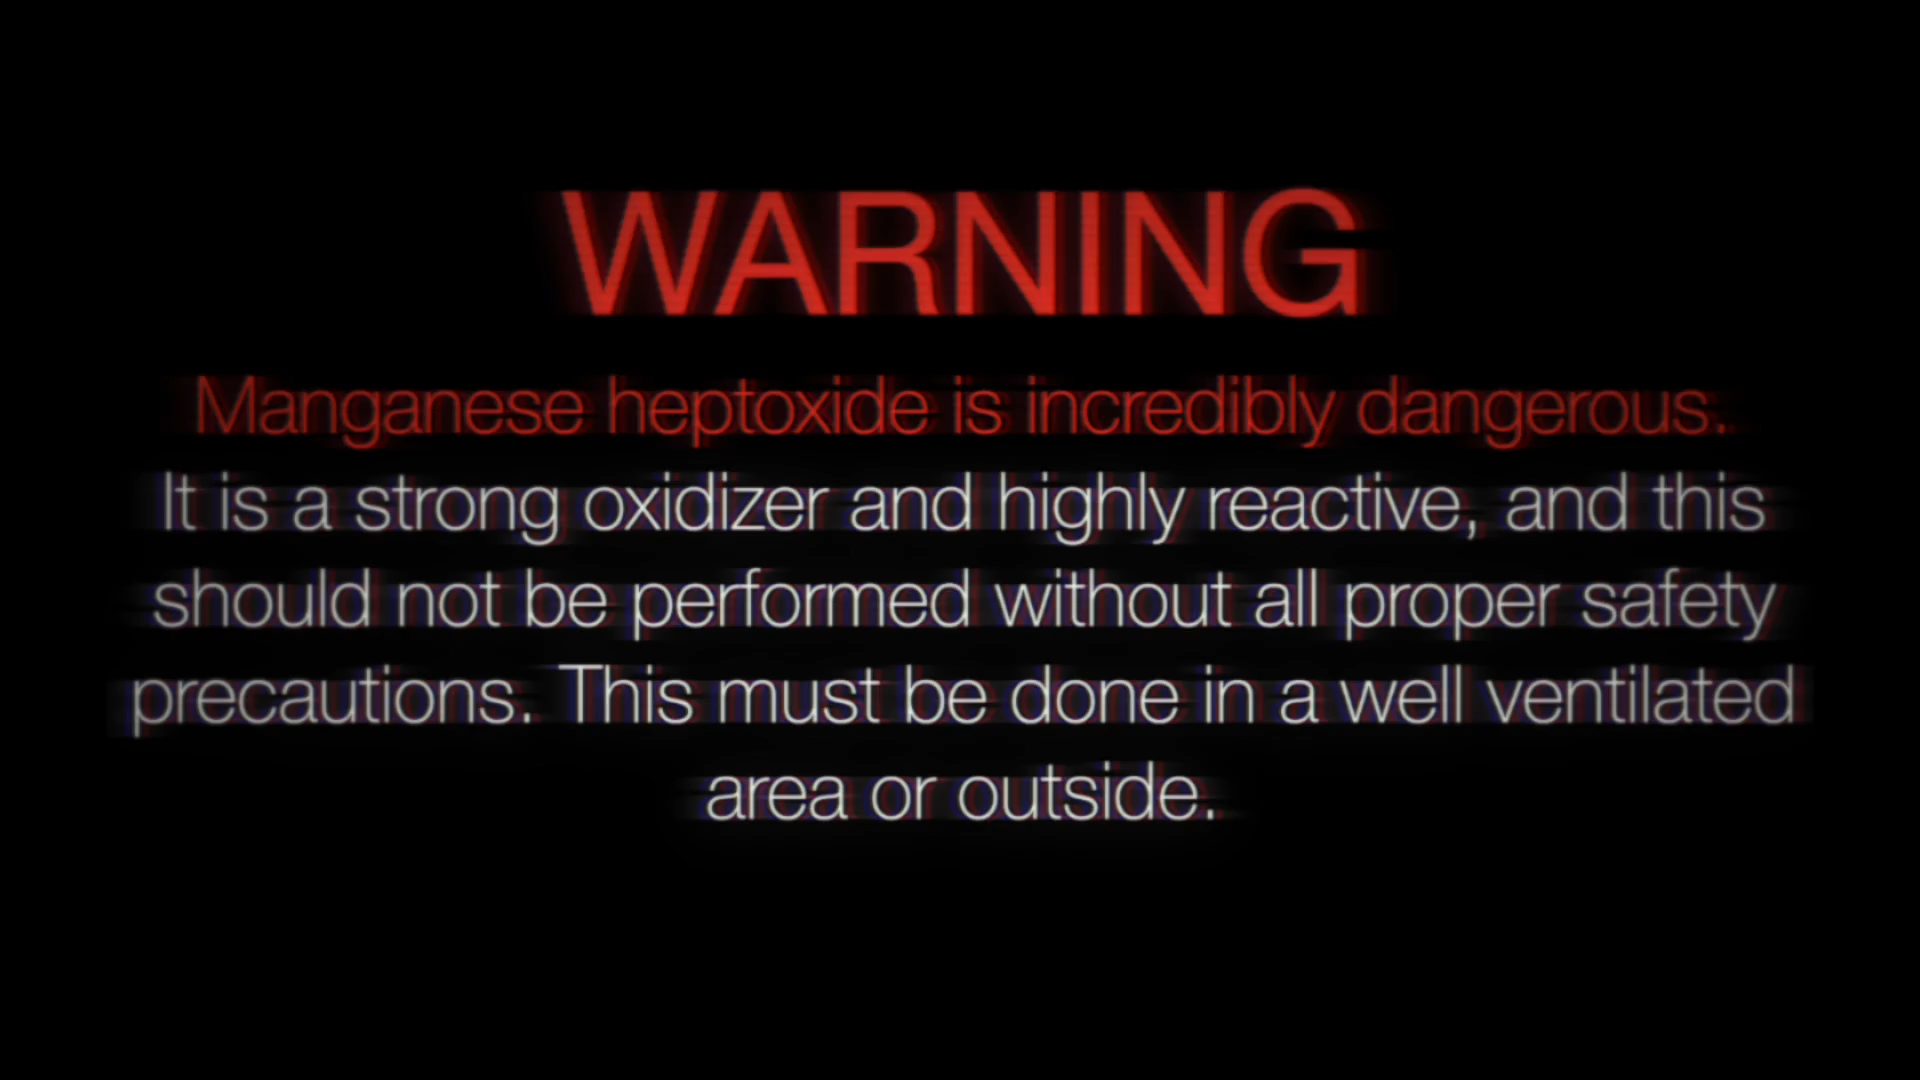 WARNING
Manganese heptoxide is incredibly dangerous.
It is a strong oxidizer and highly reactive, and this
should not be performed without all proper safety
precautions. This must be done in a well ventilated
area or outside.